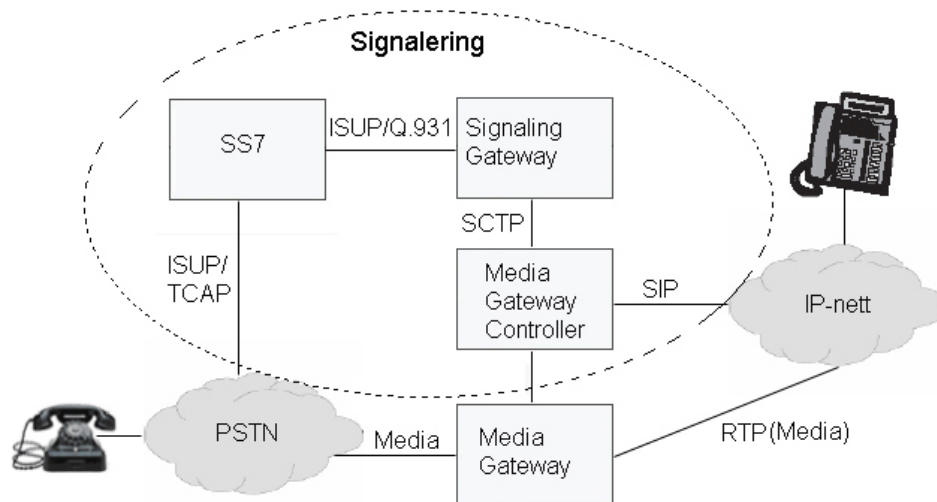 Signalering
SS7
ISUP/Q.931
Signaling
Gateway
SCTP
ISUP/
TCAP
Media
Gateway
Controller
SIP
IP-nett
PSTN
Media
Media
Gateway
RTP(Media)